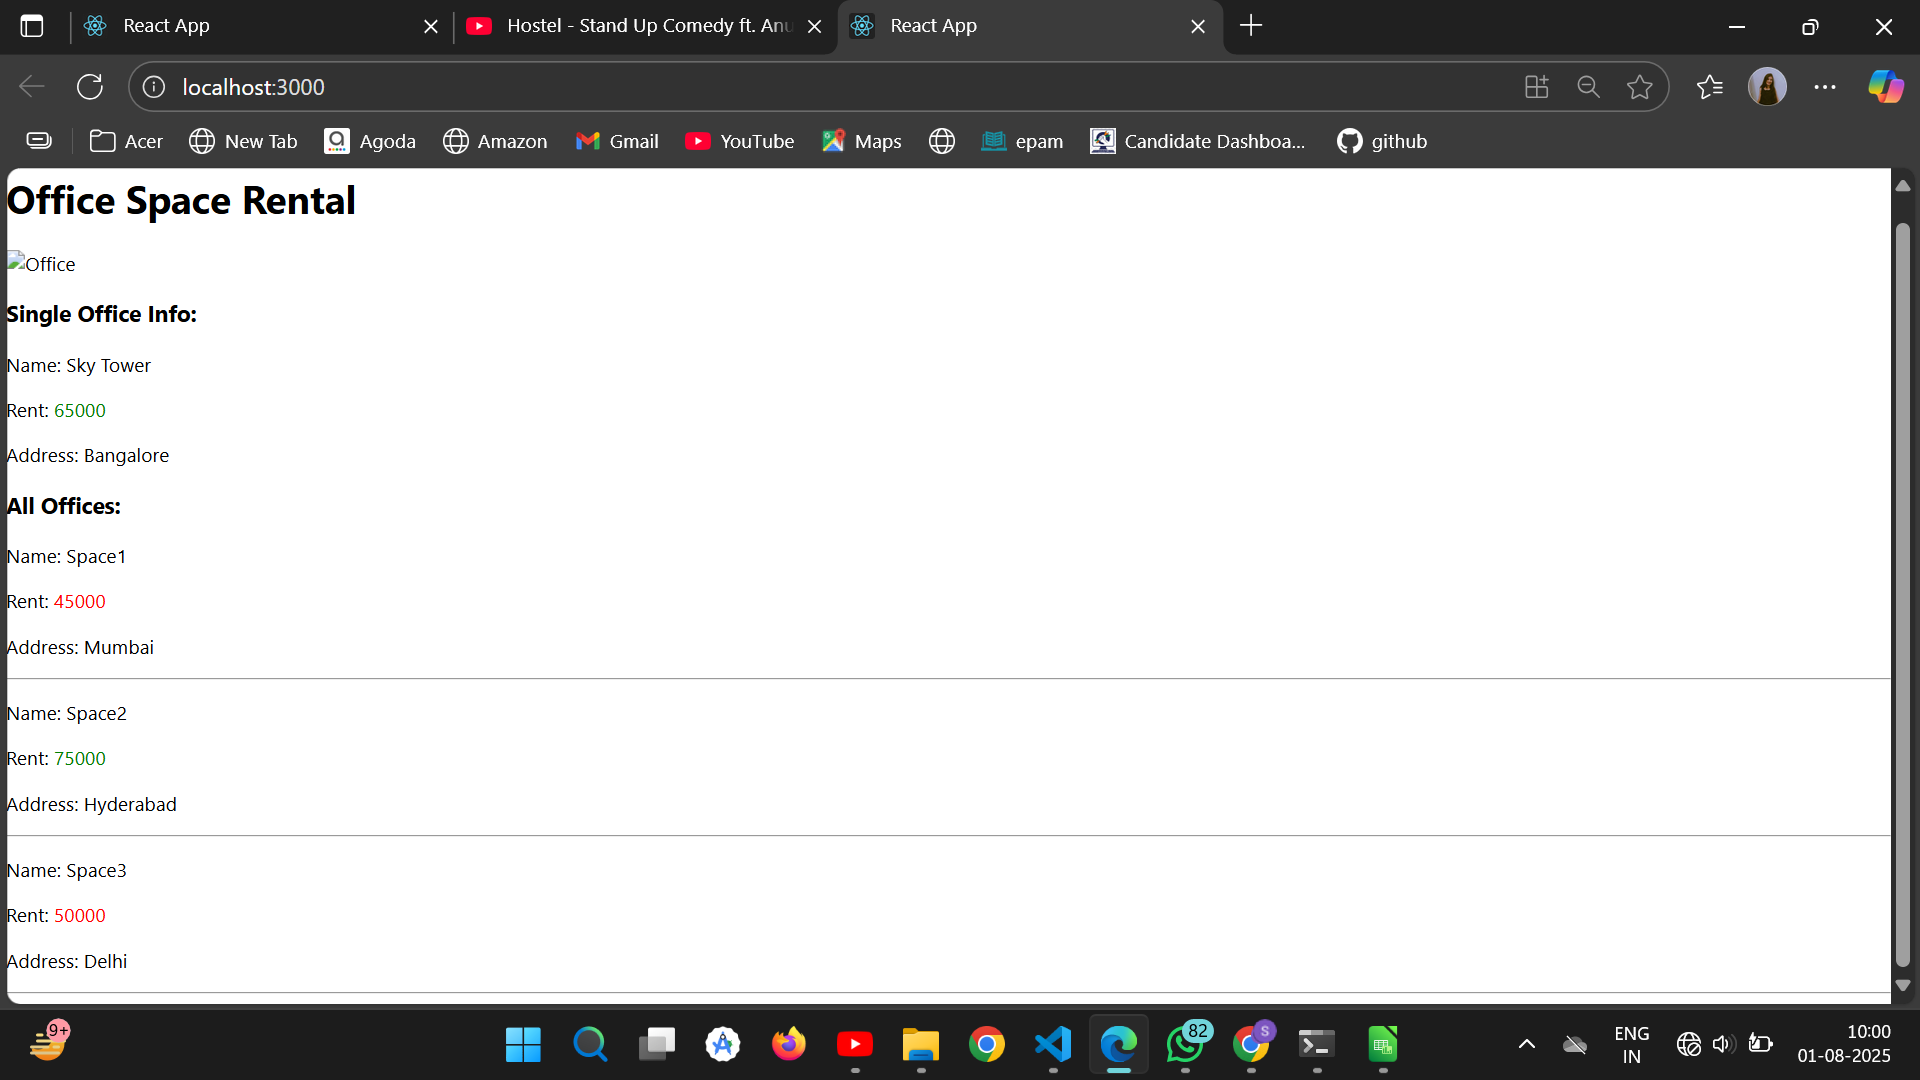 React App
Hostel - Stand Up Comedy ft. Anu
React App
localhost:3000
Acer
New Tab
Agoda
Amazon
Gmail
YouTube
Maps
epam
Candidate Dashboa...
github
Office Space Rental
Office
Single Office Info:
Name: Sky Tower
Rent: 65000
Address: Bangalore
All Offices:
Name: Space1
Rent: 45000
Address: Mumbai
Name: Space2
Rent: 75000
Address: Hyderabad
Name: Space3
Rent: 50000
Address: Delhi
9+
82
S
ENG
IN
10:00
01-08-2025